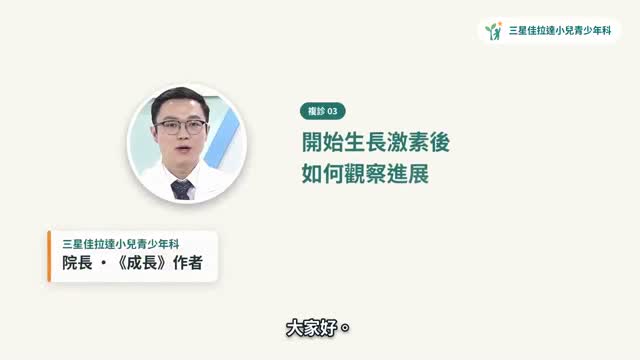 三星佳拉達小兒青少年科
複診 03
開始生長激素後
如何觀察進展
三星佳拉達小兒青少年科
院長・《成長》作者
大家好。